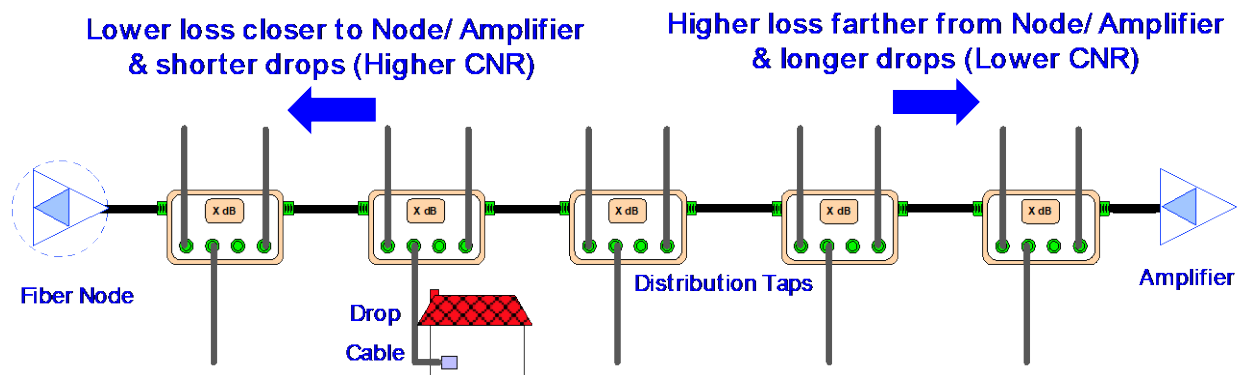 Lower loss closer to Node/ Amplifier
& shorter drops (Higher CNR)
Higher loss farther from Node/ Amplifier
& longer drops (Lower CNR)
X dB
X dB
X dB
X dB
X dB
Fiber Node
Drop
Cable
Distribution Taps
Amplifier